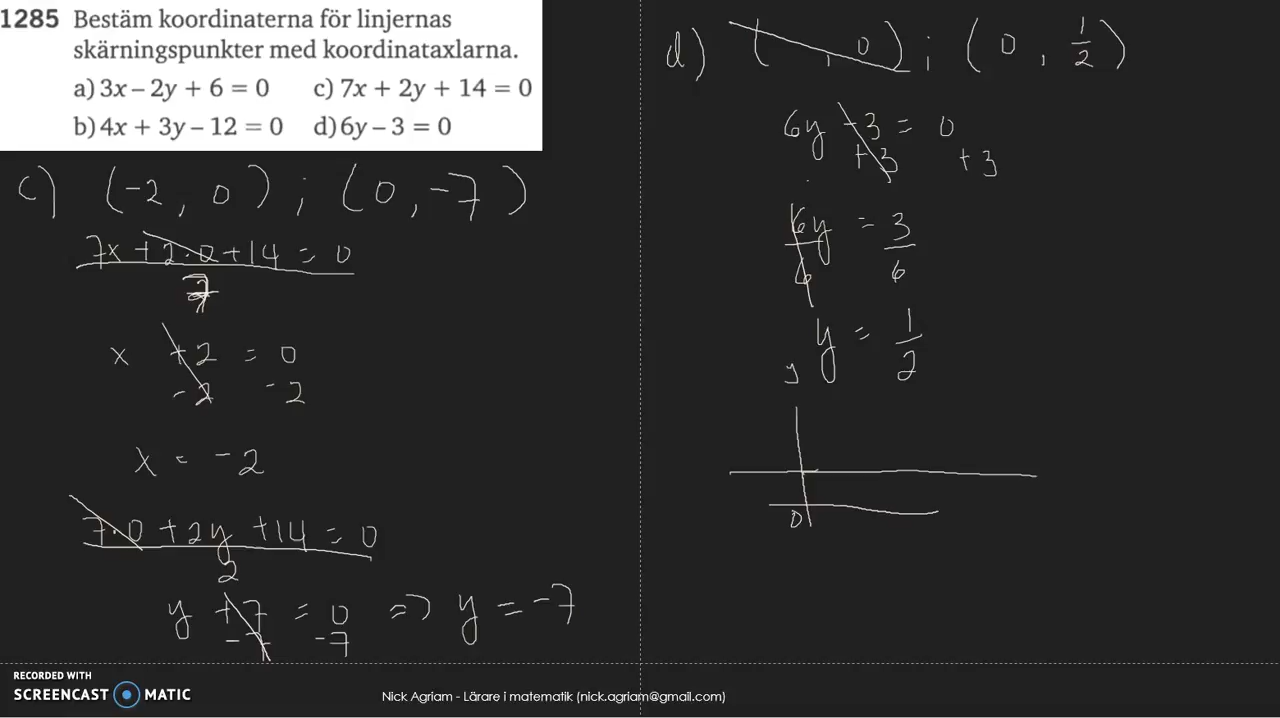 1285 Bestäm koordinaterna för linjernas
skärningspunkter med koordinataxlarna.
a) 3x – 2y + 6 = 0 c) 7x + 2y + 14 = 0
b) 4x + 3y – 12 = 0 d) 6y – 3 = 0
c) (-2, 0) ; (0, -7)
7x + 2·0 + 14 = 0
7
x +2 = 0
-2 -2
x = -2
7·0 + 2y + 14 = 0
2
y +7 = 0 => y = -7
-7 -7
d) ( , 0) ; (0, 1/2)
6y -3 = 0
+3 +3
6y = 3
6 6
y = 1/2
y
0
RECORDED WITH
SCREENCAST MATIC
Nick Agriam - Lärare i matematik (nick.agriam@gmail.com)